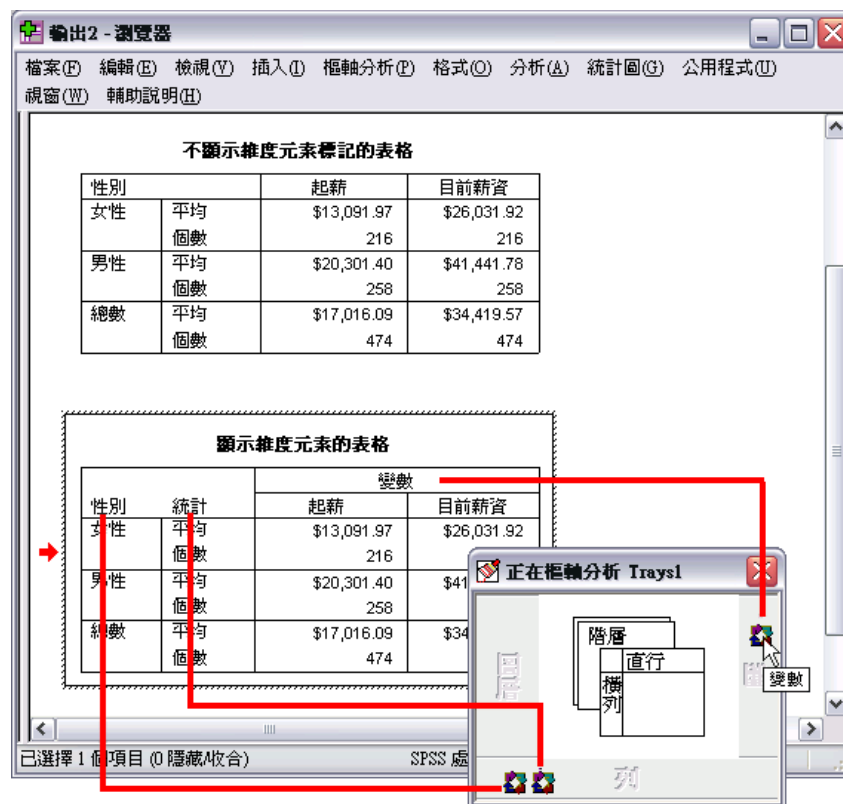 輸出2 - 瀏覽器
檔案(F) 編輯(E) 檢視(V) 插入(I) 樞軸分析(P) 格式(O) 分析(A) 統計圖(G) 公用程式(U)
視窗(W) 輔助說明(H)
不顯示維度元素標記的表格
性別 起薪 目前薪資
女性 平均 $13,091.97 $26,031.92
個數 216 216
男性 平均 $20,301.40 $41,441.78
個數 258 258
總數 平均 $17,016.09 $34,419.57
個數 474 474
顯示維度元素的表格
變數
性別 統計 起薪 目前薪資
女性 平均 $13,091.97 $26,031.92
個數 216
男性 平均 $20,301.40 $41
個數 258
總數 平均 $17,016.09 $34
個數 474
正在樞軸分析 Trays1
階層
直行
橫列
圖層
變數
列
已選擇 1 個項目 (0 隱藏/收合) SPSS 處